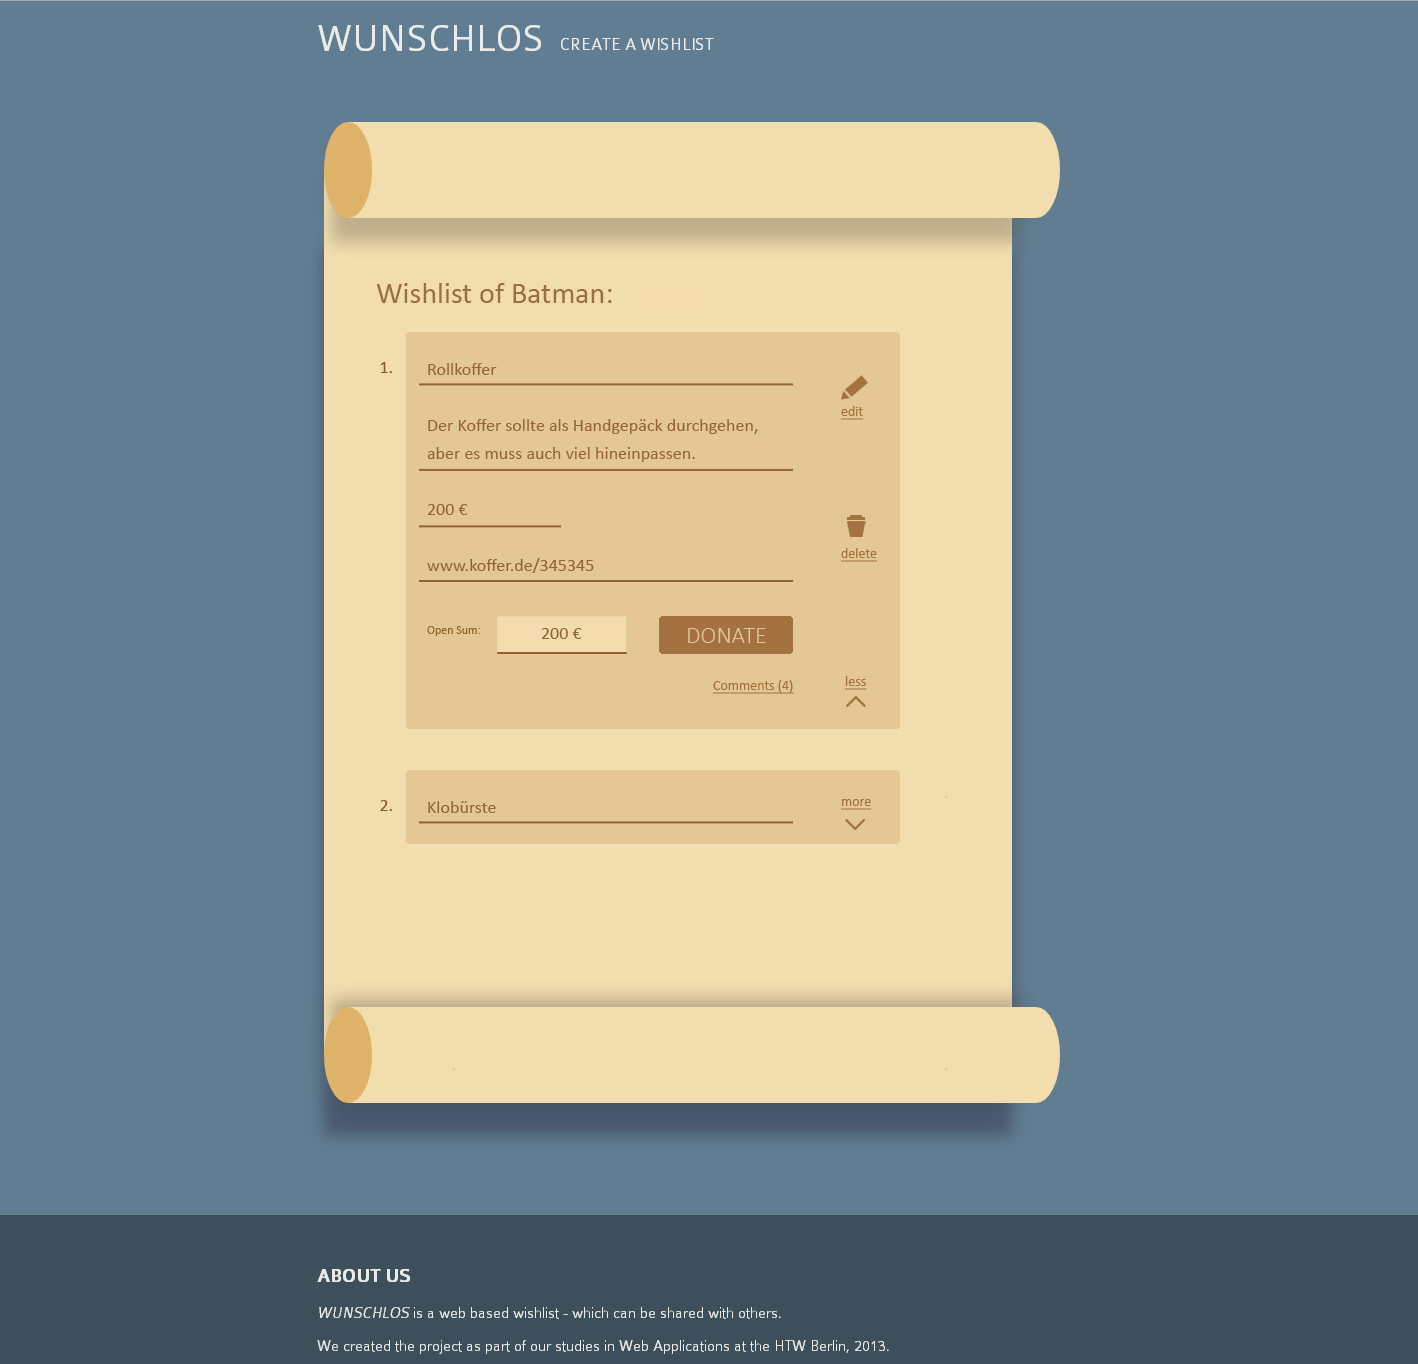 WUNSCHLOS CREATE A WISHLIST
Wishlist of Batman:
1. Rollkoffer
edit
Der Koffer sollte als Handgepäck durchgehen,
aber es muss auch viel hineinpassen.
200 €
delete
www.koffer.de/345345
Open Sum: 200 € DONATE
Comments (4) less
2. Klobürste more
ABOUT US
WUNSCHLOS is a web based wishlist - which can be shared with others.
We created the project as part of our studies in Web Applications at the HTW Berlin, 2013.